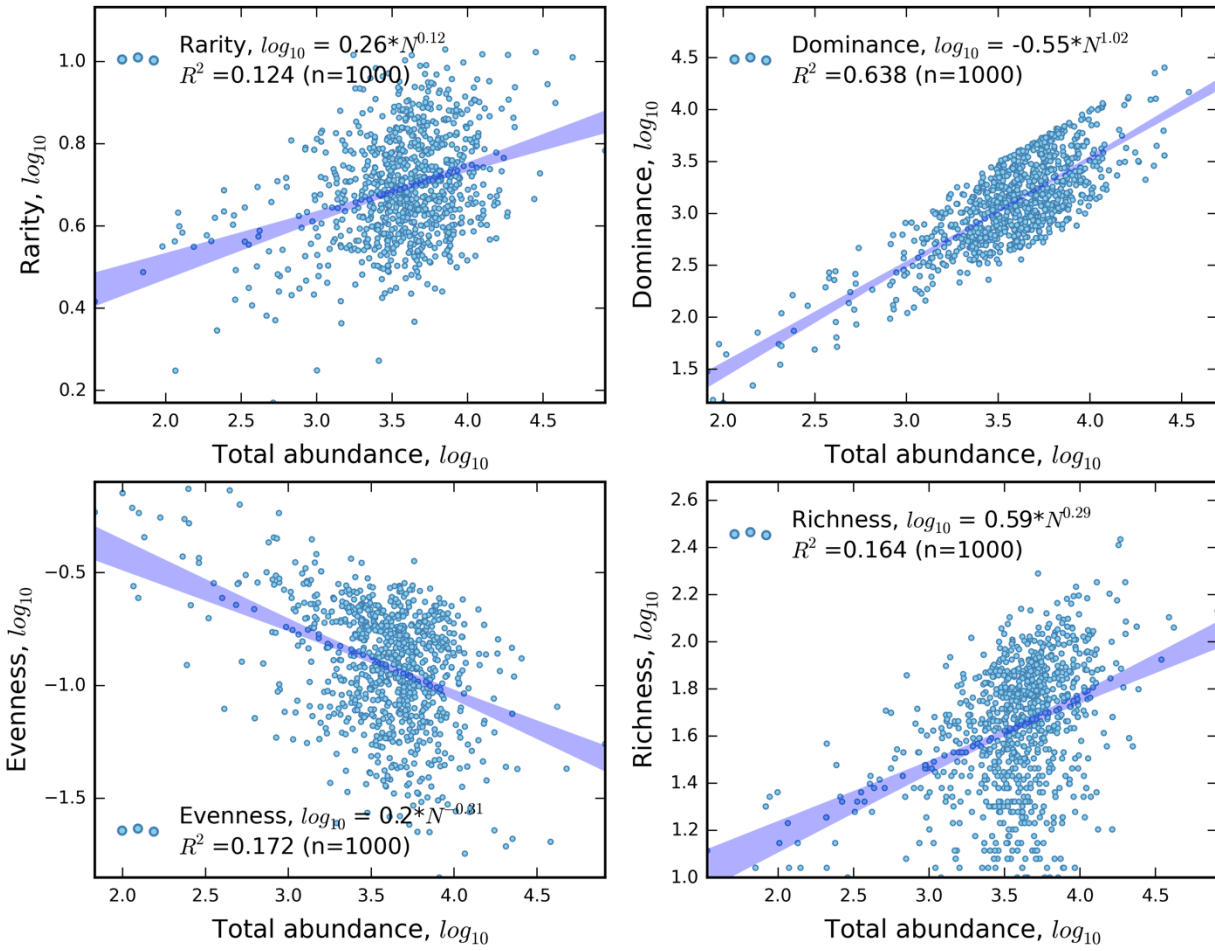 Rarity, log₁₀ = 0.26*N^0.12
R² =0.124 (n=1000)
1.0
0.8
0.6
0.4
0.2
Rarity, log₁₀
2.0 2.5 3.0 3.5 4.0 4.5
Total abundance, log₁₀
Dominance, log₁₀ = -0.55*N^1.02
R² =0.638 (n=1000)
4.5
4.0
3.5
3.0
2.5
2.0
1.5
Dominance, log₁₀
2.0 2.5 3.0 3.5 4.0 4.5
Total abundance, log₁₀
−0.5
−1.0
−1.5
Evenness, log₁₀
Evenness, log₁₀ = 0.2*N^−0.31
R² =0.172 (n=1000)
2.0 2.5 3.0 3.5 4.0 4.5
Total abundance, log₁₀
Richness, log₁₀ = 0.59*N^0.29
R² =0.164 (n=1000)
2.6
2.4
2.2
2.0
1.8
1.6
1.4
1.2
1.0
Richness, log₁₀
2.0 2.5 3.0 3.5 4.0 4.5
Total abundance, log₁₀